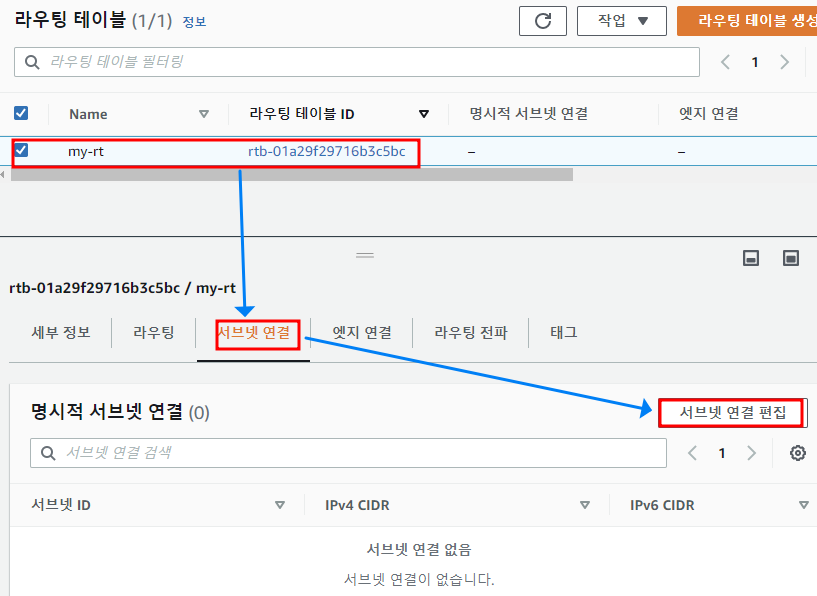 라우팅 테이블 (1/1) 정보
작업
라우팅 테이블 생성
라우팅 테이블 필터링
1
Name
라우팅 테이블 ID
명시적 서브넷 연결
엣지 연결
my-rt
rtb-01a29f29716b3c5bc
–
–
rtb-01a29f29716b3c5bc / my-rt
세부 정보
라우팅
서브넷 연결
엣지 연결
라우팅 전파
태그
명시적 서브넷 연결 (0)
서브넷 연결 편집
서브넷 연결 검색
1
서브넷 ID
IPv4 CIDR
IPv6 CIDR
서브넷 연결 없음
서브넷 연결이 없습니다.